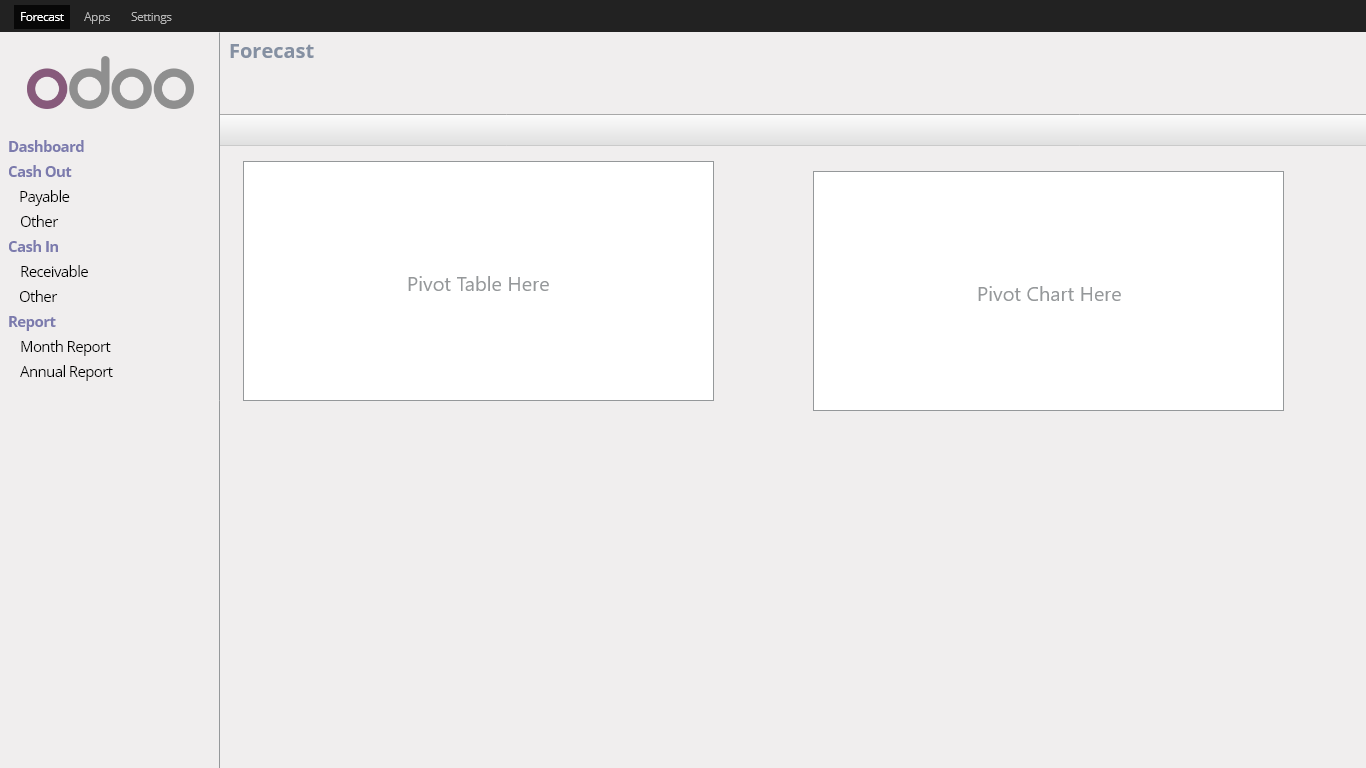 Forecast Apps Settings
odoo
Forecast
Dashboard
Cash Out
Payable
Other
Cash In
Receivable
Other
Report
Month Report
Annual Report
Pivot Table Here
Pivot Chart Here